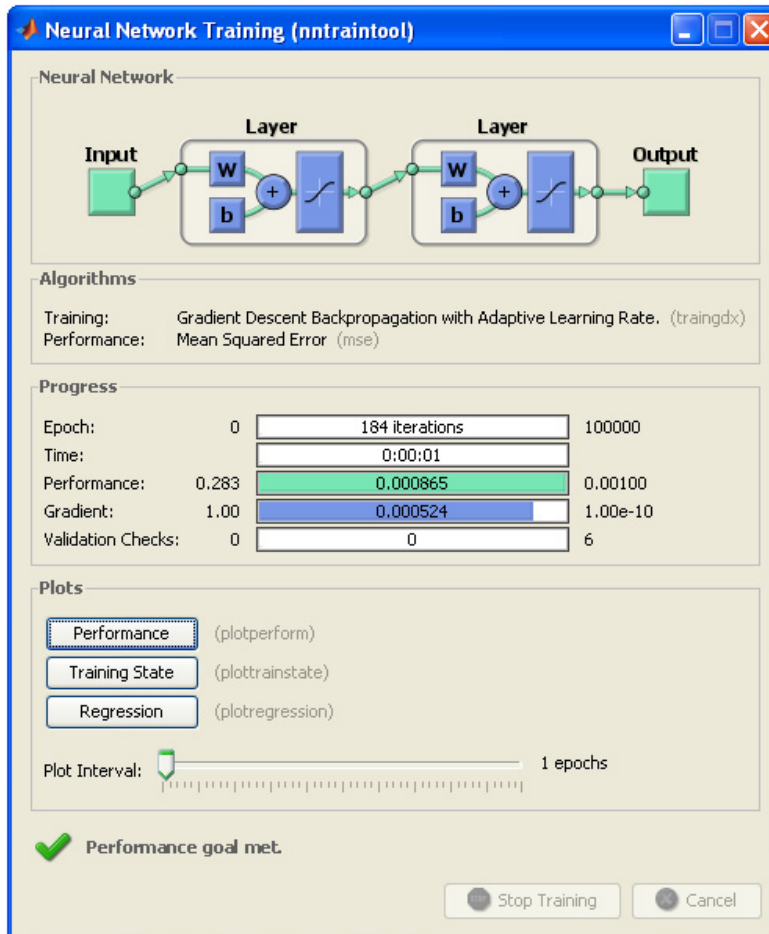 Neural Network Training (nntraintool)
Neural Network
Layer Layer
Input Output
W W
+ +
b b
Algorithms
Training: Gradient Descent Backpropagation with Adaptive Learning Rate. (traingdx)
Performance: Mean Squared Error (mse)
Progress
Epoch: 0 184 iterations 100000
Time: 0:00:01
Performance: 0.283 0.000865 0.00100
Gradient: 1.00 0.000524 1.00e-10
Validation Checks: 0 0 6
Plots
Performance (plotperform)
Training State (plottrainstate)
Regression (plotregression)
Plot Interval: 1 epochs
Performance goal met.
Stop Training Cancel